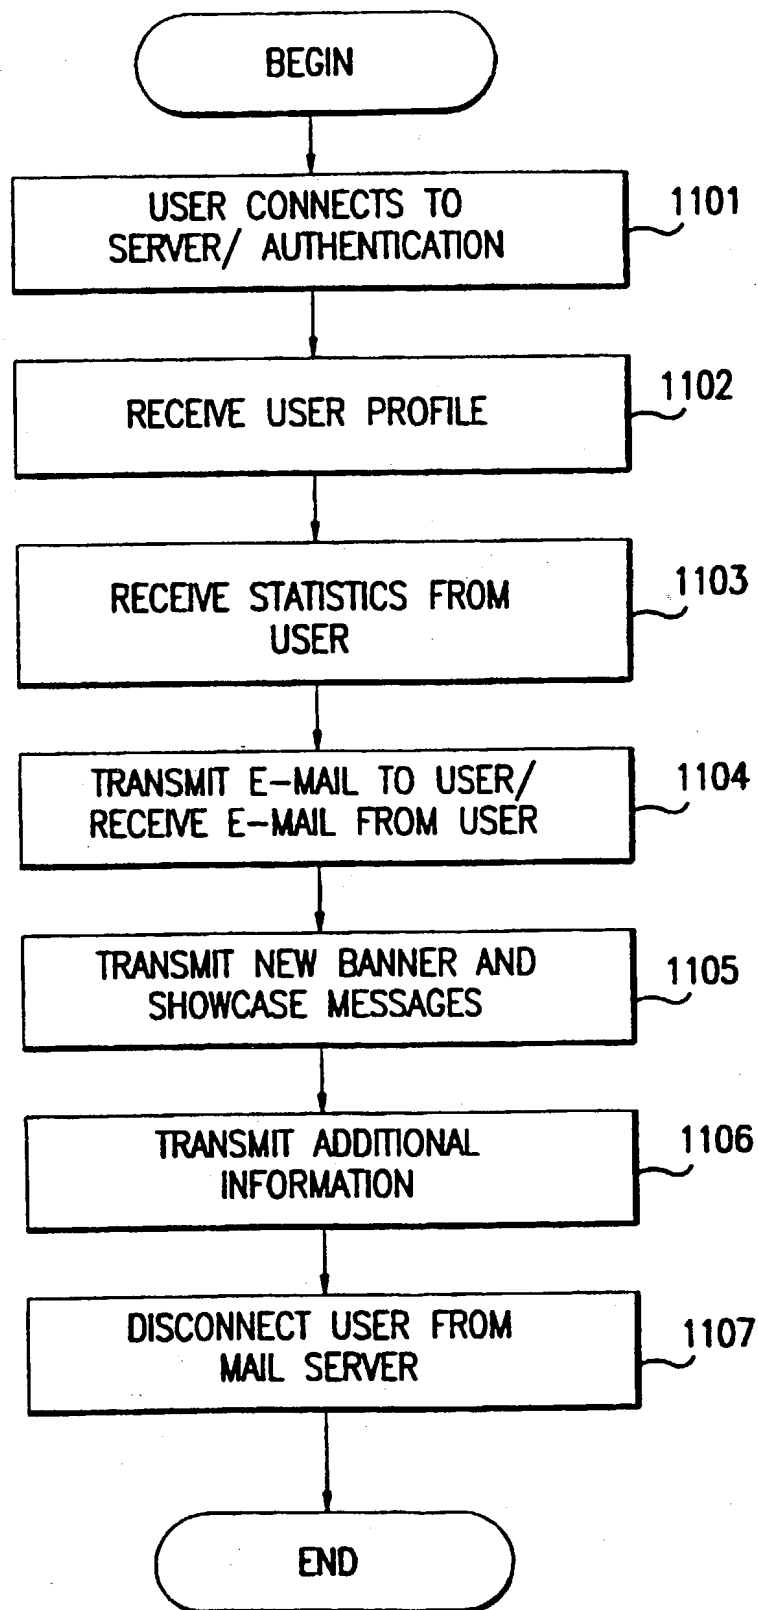 BEGIN
USER CONNECTS TO
SERVER/ AUTHENTICATION
1101
RECEIVE USER PROFILE
1102
RECEIVE STATISTICS FROM
USER
1103
TRANSMIT E-MAIL TO USER/
RECEIVE E-MAIL FROM USER
1104
TRANSMIT NEW BANNER AND
SHOWCASE MESSAGES
1105
TRANSMIT ADDITIONAL
INFORMATION
1106
DISCONNECT USER FROM
MAIL SERVER
1107
END